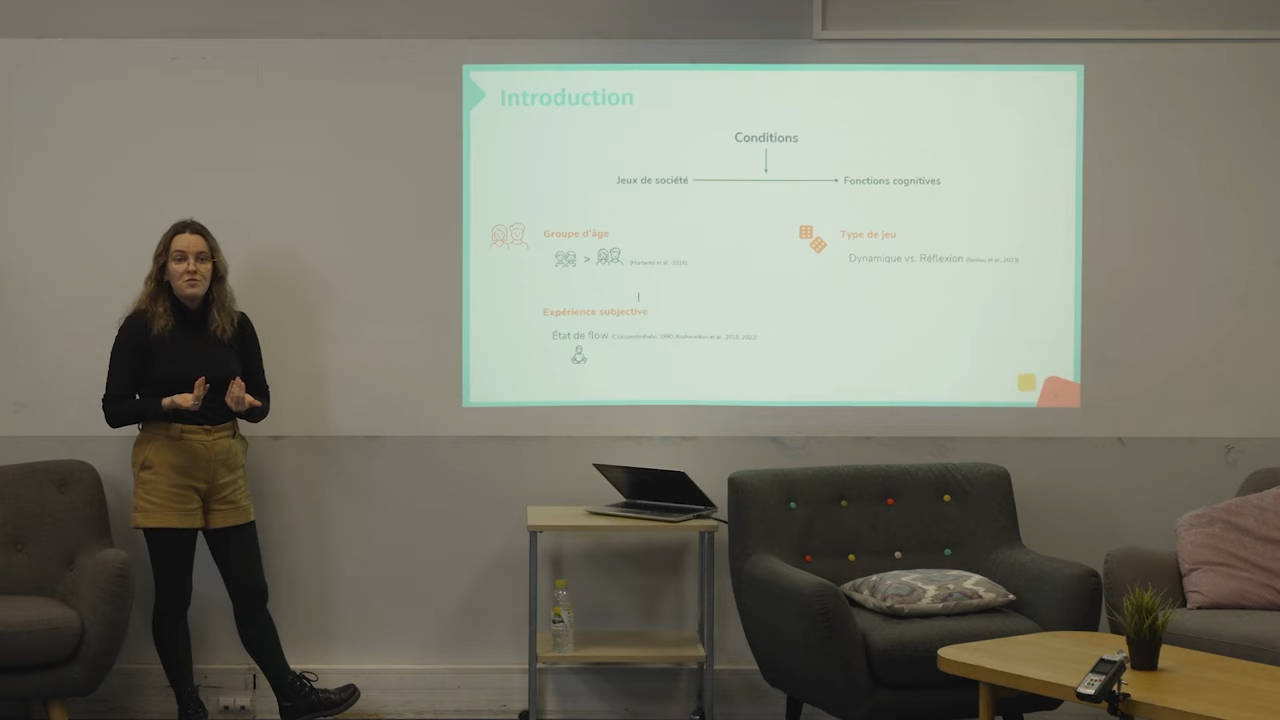 Introduction
Conditions
Jeux de société
Fonctions cognitives
Groupe d'âge
>
Expérience subjective
État de flow
Type de jeu
Dynamique vs. Réflexion